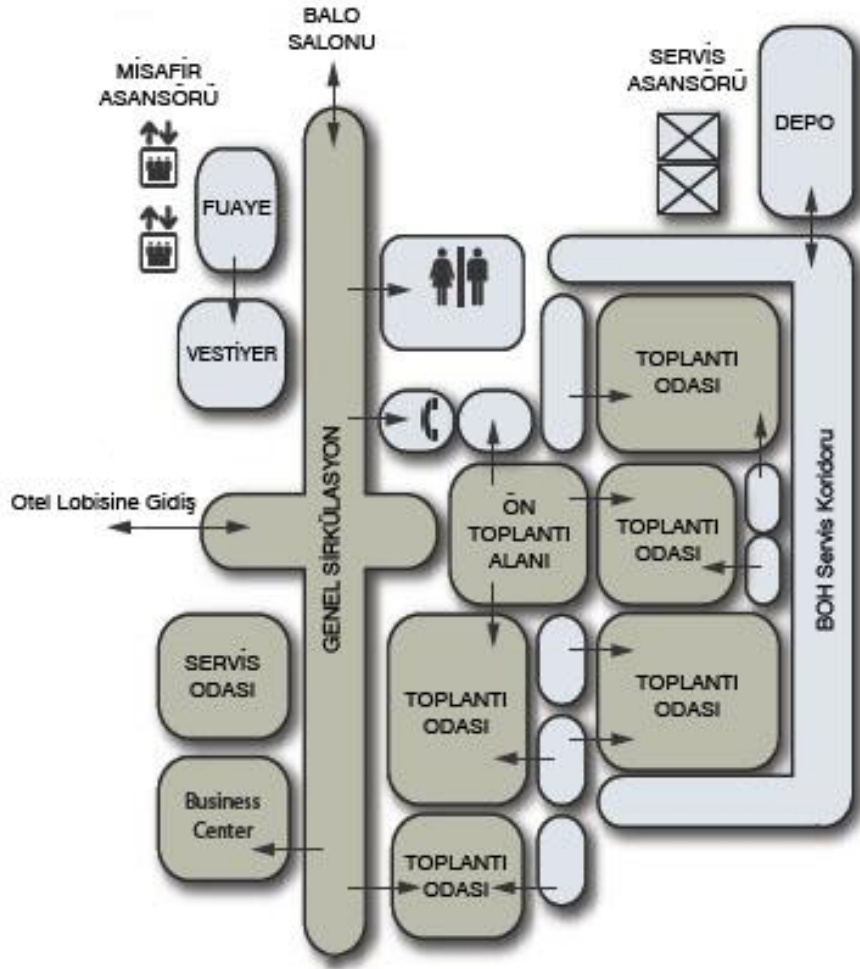 BALO
SALONU
MİSAFİR
ASANSÖRÜ
SERVİS
ASANSÖRÜ
DEPO
FUAYE
VESTİYER
TOPLANTI
ODASI
Otel Lobisine Gidiş
GENEL SİRKÜLASYON
ÖN
TOPLANTI
ALANI
TOPLANTI
ODASI
BOH Servis Koridoru
SERVİS
ODASI
TOPLANTI
ODASI
TOPLANTI
ODASI
Business
Center
TOPLANTI
ODASI